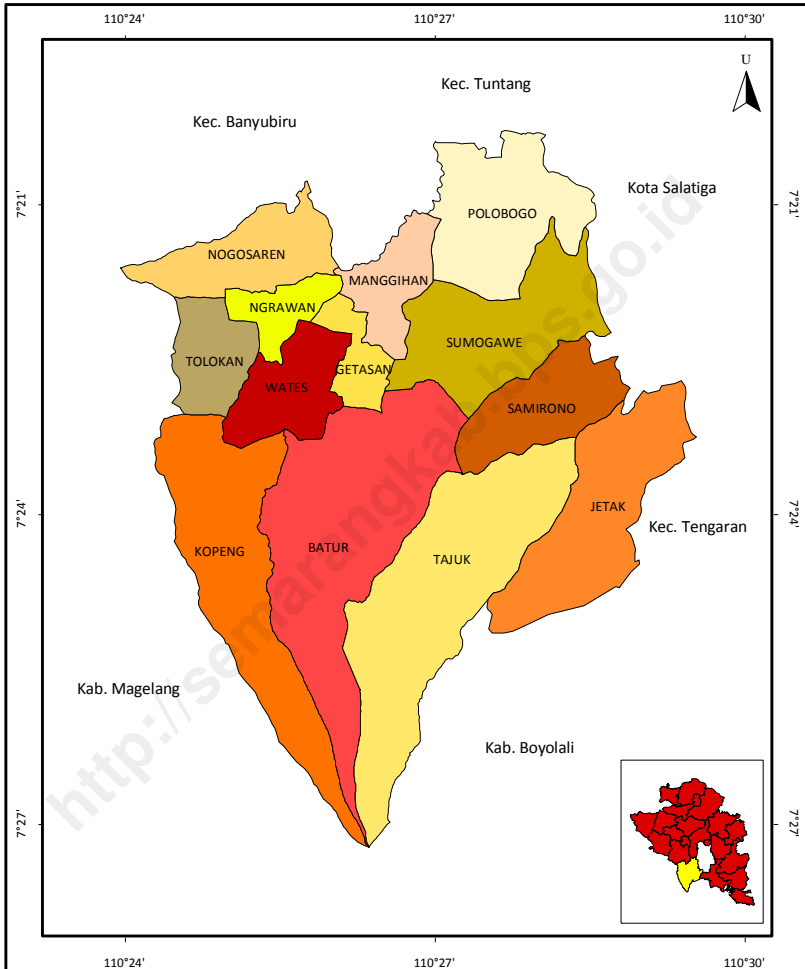 110°24'
110°27'
110°30'
U
Kec. Tuntang
Kec. Banyubiru
Kota Salatiga
7°21'
7°21'
POLOBOGO
NOGOSAREN
MANGGIHAN
NGRAWAN
SUMOGAWE
TOLOKAN
GETASAN
WATES
SAMIRONO
JETAK
7°24'
7°24'
Kec. Tengaran
KOPENG
BATUR
TAJUK
Kab. Magelang
Kab. Boyolali
7°27'
7°27'
110°24'
110°27'
110°30'
http://semarangkab.bps.go.id